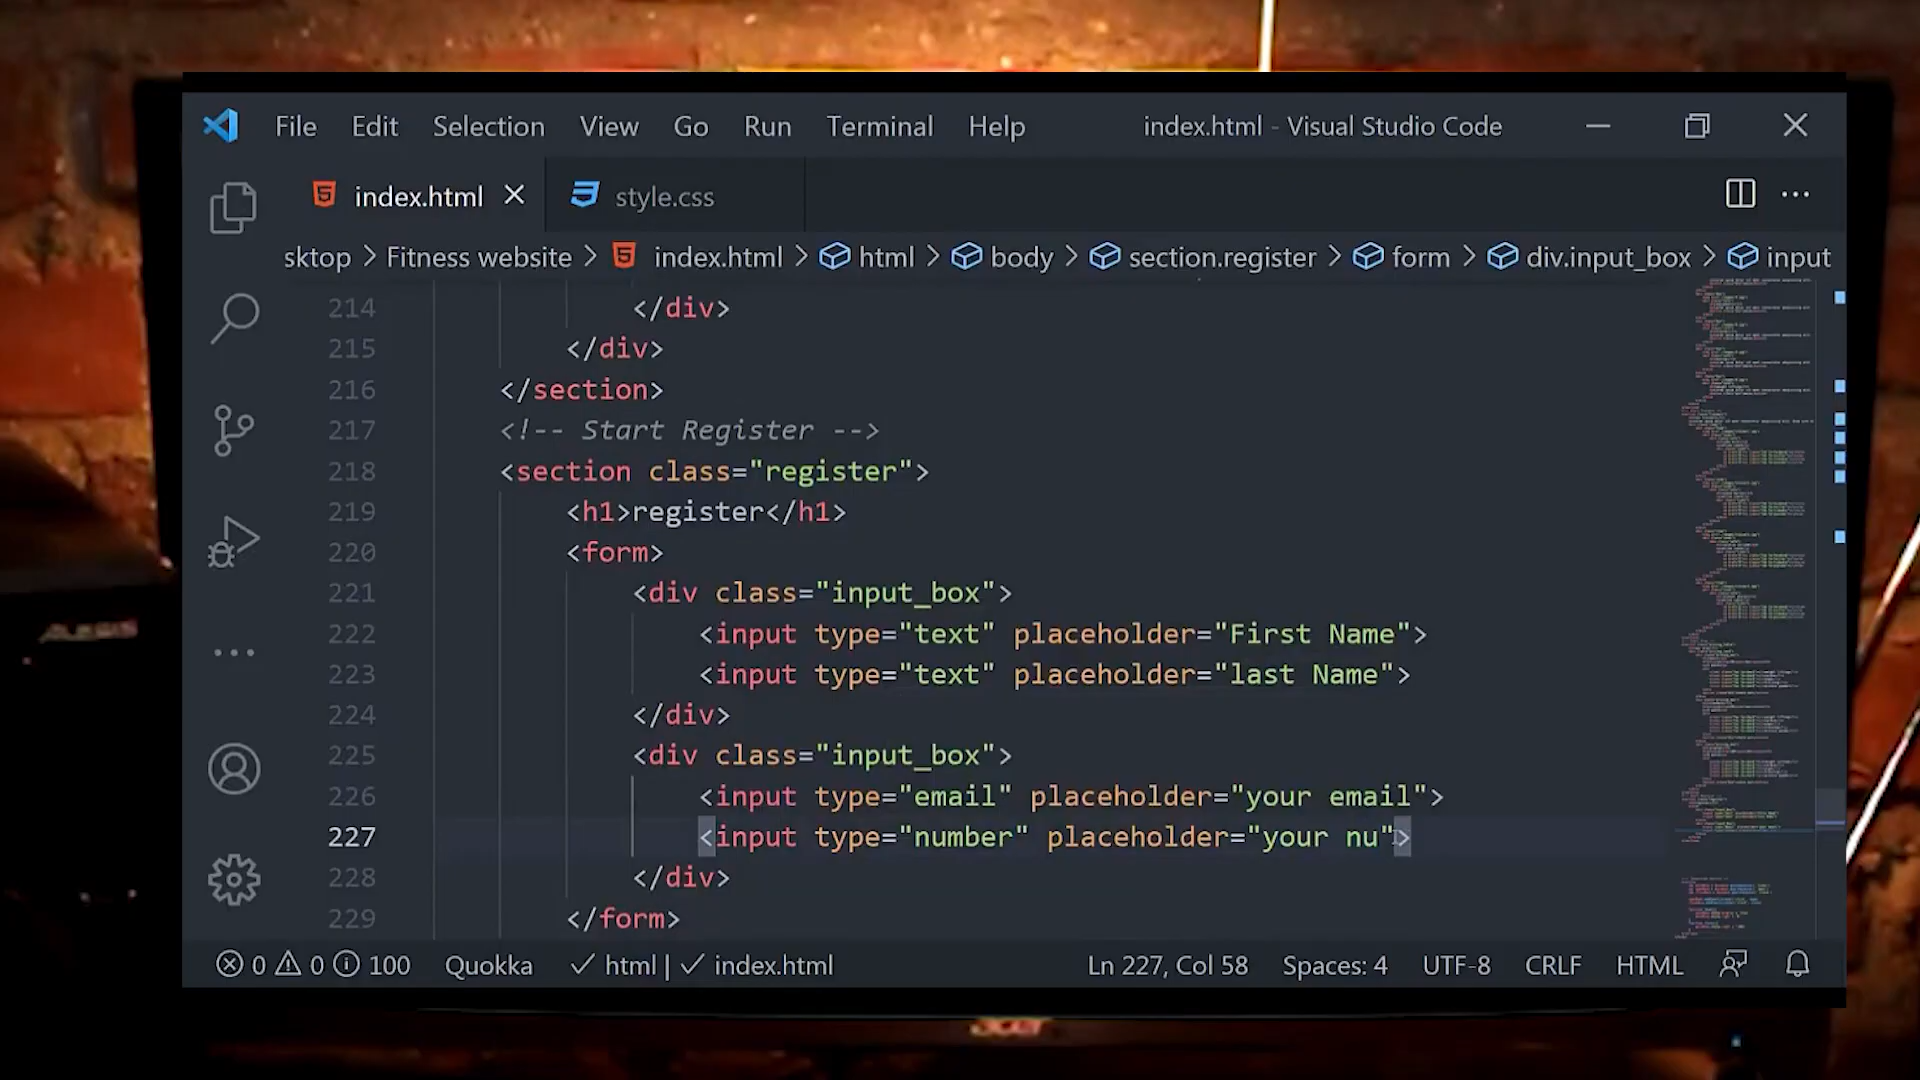 File Edit Selection View Go Run Terminal Help index.html - Visual Studio Code
index.html style.css
sktop > Fitness website > index.html > html > body > section.register > form > div.input_box > input
214 </div>
215 </div>
216 </section>
217 <!-- Start Register -->
218 <section class="register">
219 <h1>register</h1>
220 <form>
221 <div class="input_box">
222 <input type="text" placeholder="First Name">
223 <input type="text" placeholder="last Name">
224 </div>
225 <div class="input_box">
226 <input type="email" placeholder="your email">
227 <input type="number" placeholder="your nu">
228 </div>
229 </form>
0 0 100 Quokka html | index.html Ln 227, Col 58 Spaces: 4 UTF-8 CRLF HTML
ALESIS
acer